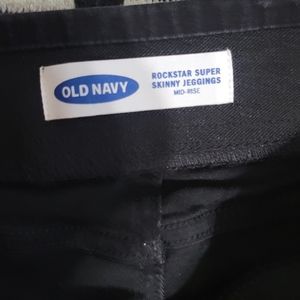 OLD NAVY
ROCKSTAR SUPER
SKINNY JEGGINGS
MID-RISE